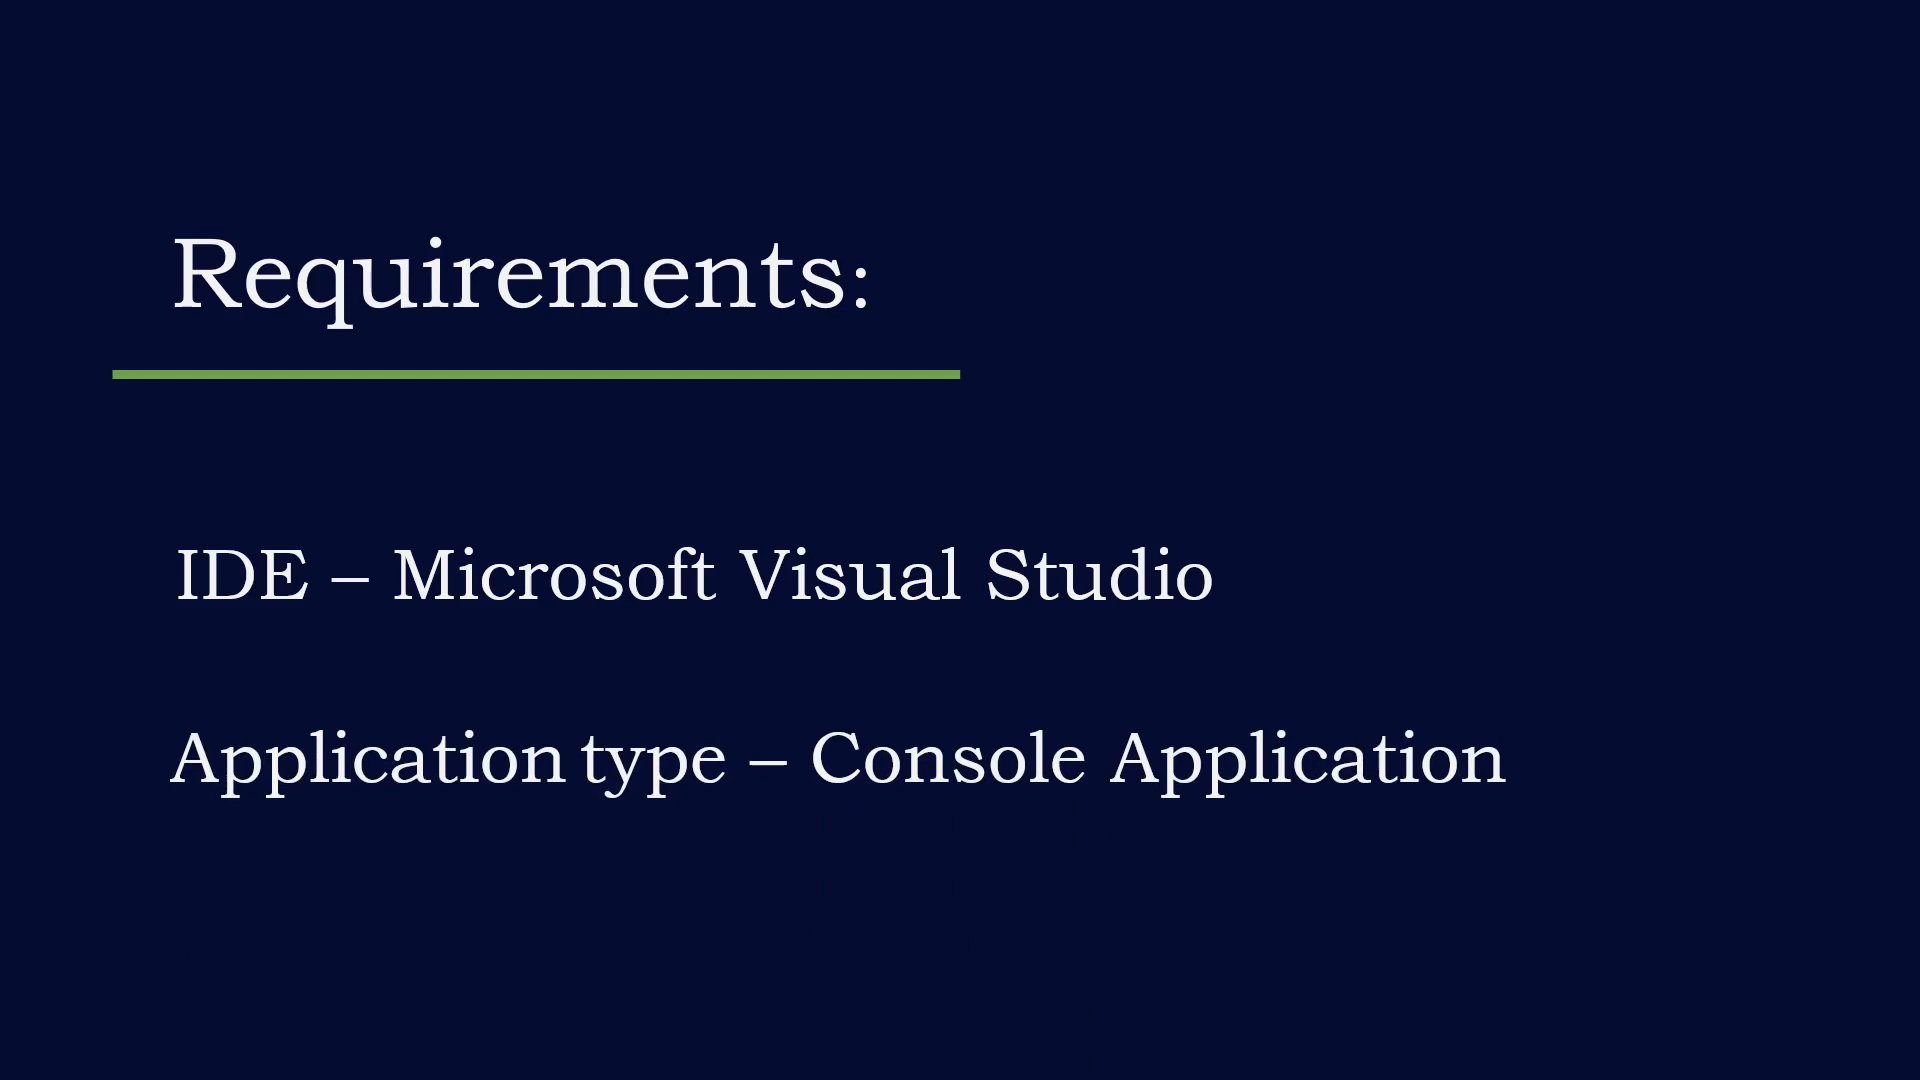 Requirements:
IDE – Microsoft Visual Studio
Application type – Console Application